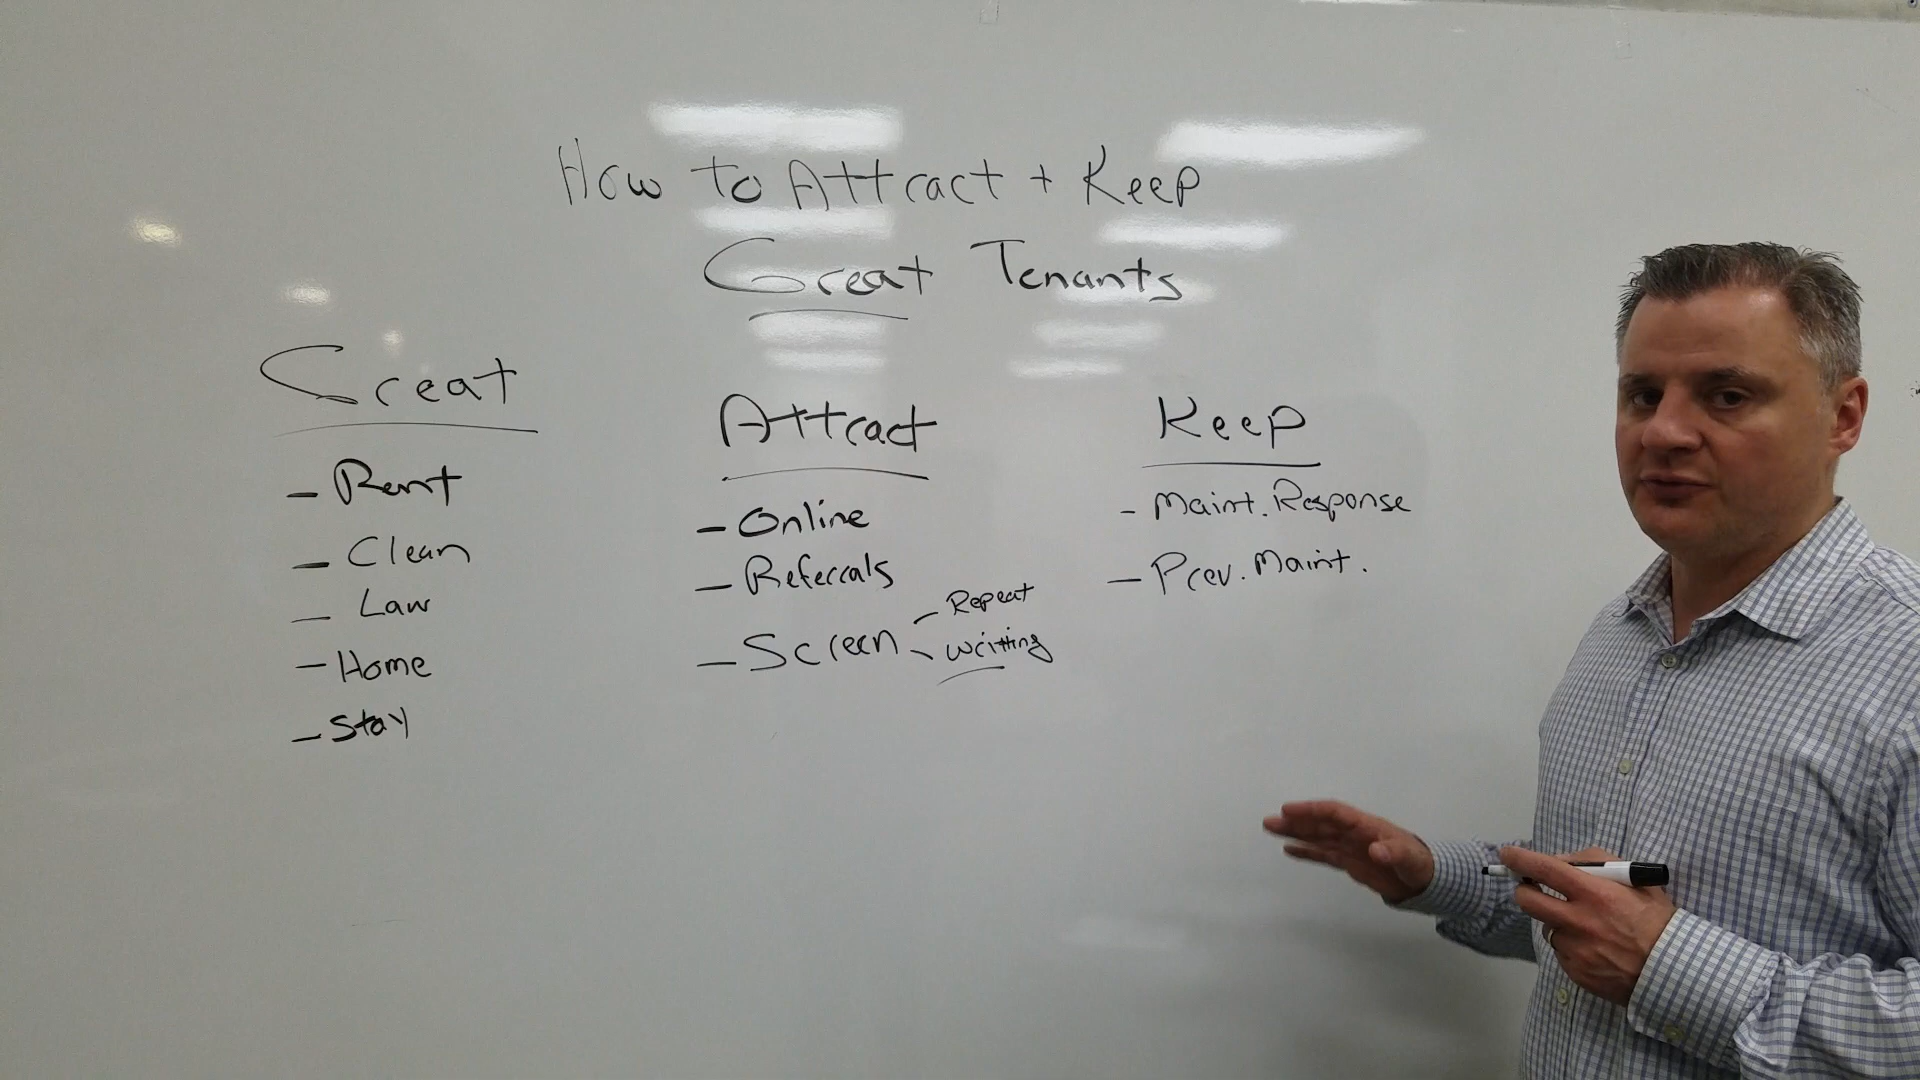 How to Attract + Keep
Great Tenants
Great
- Rent
- Clean
- Law
- Home
- Stay
Attract
- Online
- Referrals
- Screen - Repeat
- Writting
Keep
- Maint. Response
- Prev. Maint.